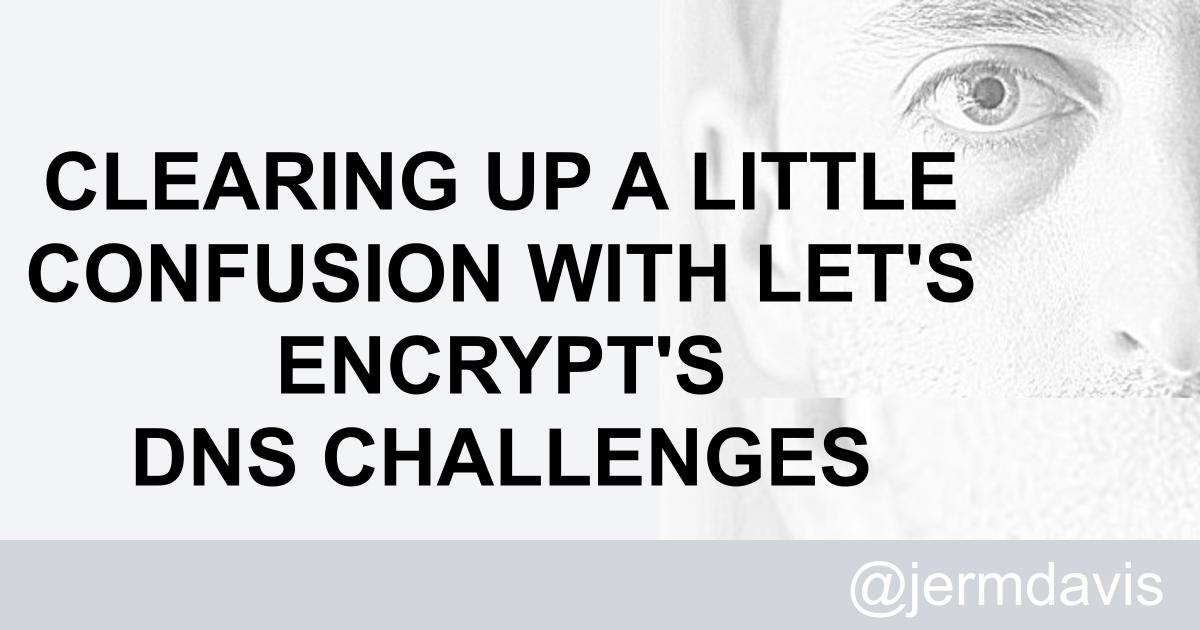 CLEARING UP A LITTLE
CONFUSION WITH LET'S
ENCRYPT'S
DNS CHALLENGES
@jermdavis